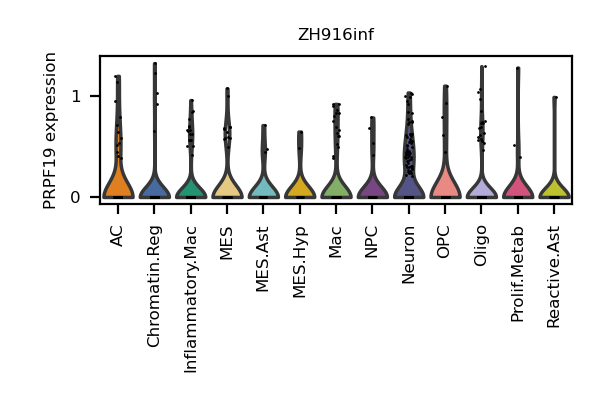 ZH916inf
PRPF19 expression
1
0
AC
Chromatin.Reg
Inflammatory.Mac
MES
MES.Ast
MES.Hyp
Mac
NPC
Neuron
OPC
Oligo
Prolif.Metab
Reactive.Ast